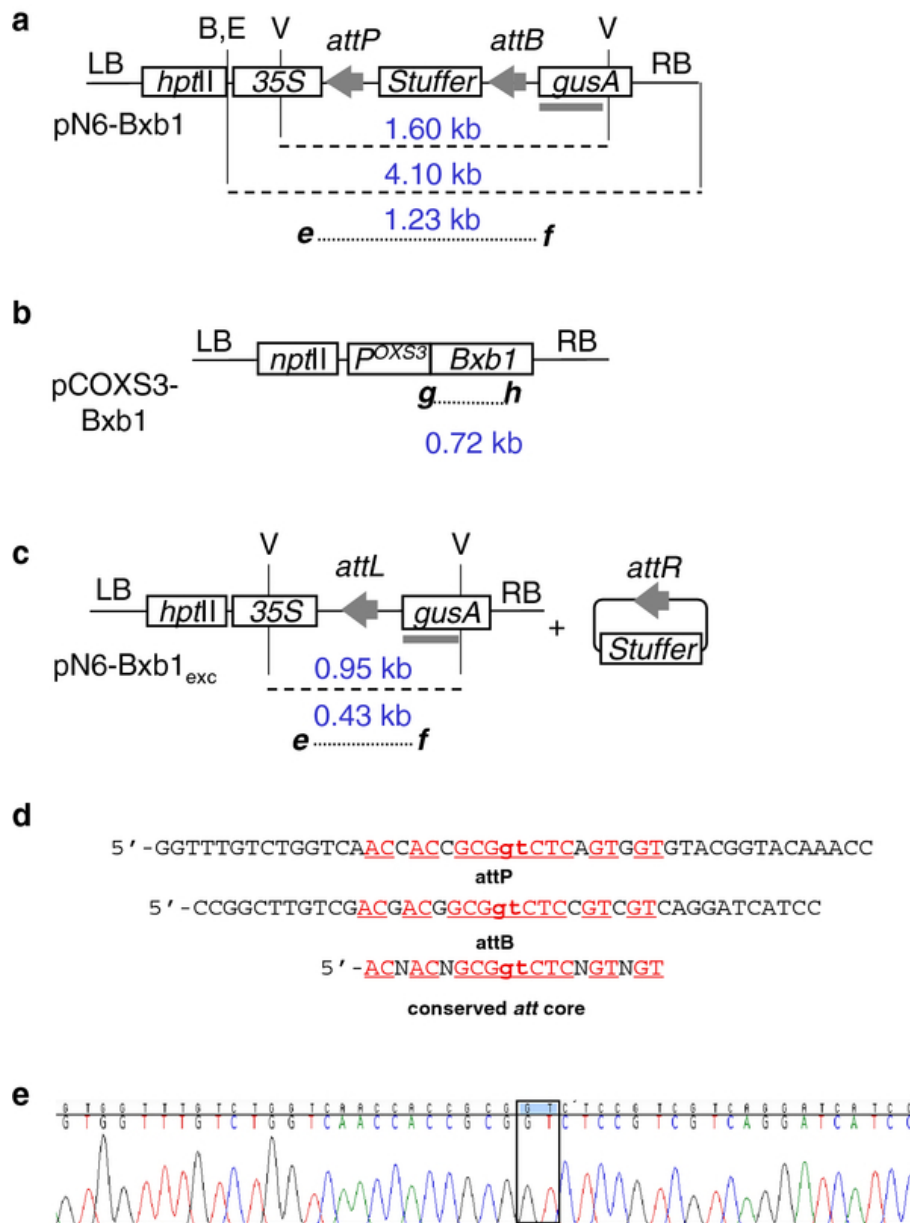 a
B,E V attP attB V
LB hptII 35S Stuffer gusA RB
pN6-Bxb1
1.60 kb
4.10 kb
1.23 kb
e f
b
LB nptII P^OXS3 Bxb1 RB
pCOXS3-
Bxb1
g h
0.72 kb
c
V attL V attR
LB hptII 35S gusA RB + Stuffer
pN6-Bxb1exc
0.95 kb
0.43 kb
e f
d
5'-GGTTTGTCTGGTCAACCACCGCGgtCTCAGTGGTGTACGGTACAAACC
attP
5'-CCGGCTTGTCGACGACGGCGgtCTCCGTCGTCAGGATCATCC
attB
5'-ACNACNGCGgtCTCNGTNGT
conserved att core
e
G T G G T T T G T C T G G T C A A C C A C C G C G G T C T C C G T C G T C A G G A T C A T C C
G T G G T T T G T C T G G T C A A C C A C C G C G G T C T C C G T C G T C A G G A T C A T C C